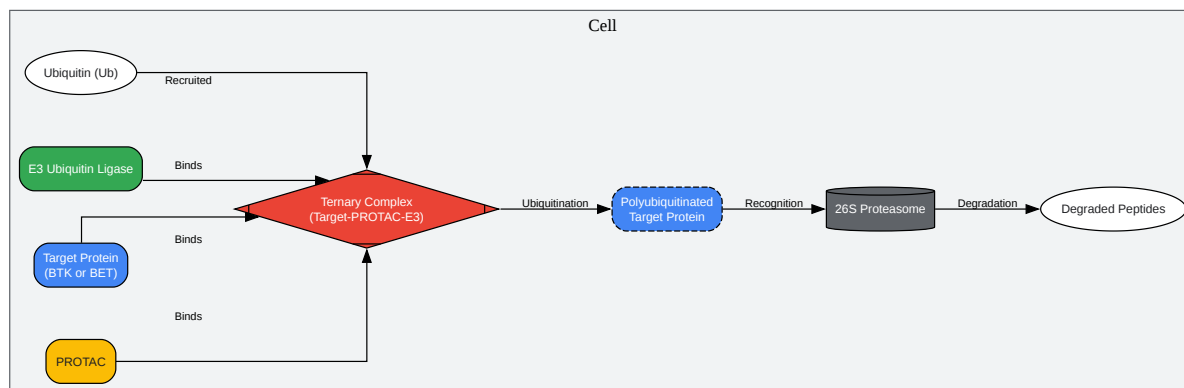 Cell
Ubiquitin (Ub)
Recruited
E3 Ubiquitin Ligase
Binds
Ternary Complex
(Target-PROTAC-E3)
Ubiquitination
Polyubiquitinated
Target Protein
Recognition
26S Proteasome
Degradation
Degraded Peptides
Binds
Target Protein
(BTK or BET)
Binds
PROTAC